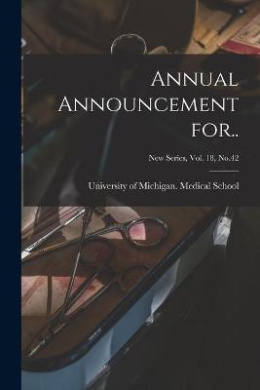 Annual
Announcement
for..
New Series, Vol. 18, No.42
University of Michigan. Medical School